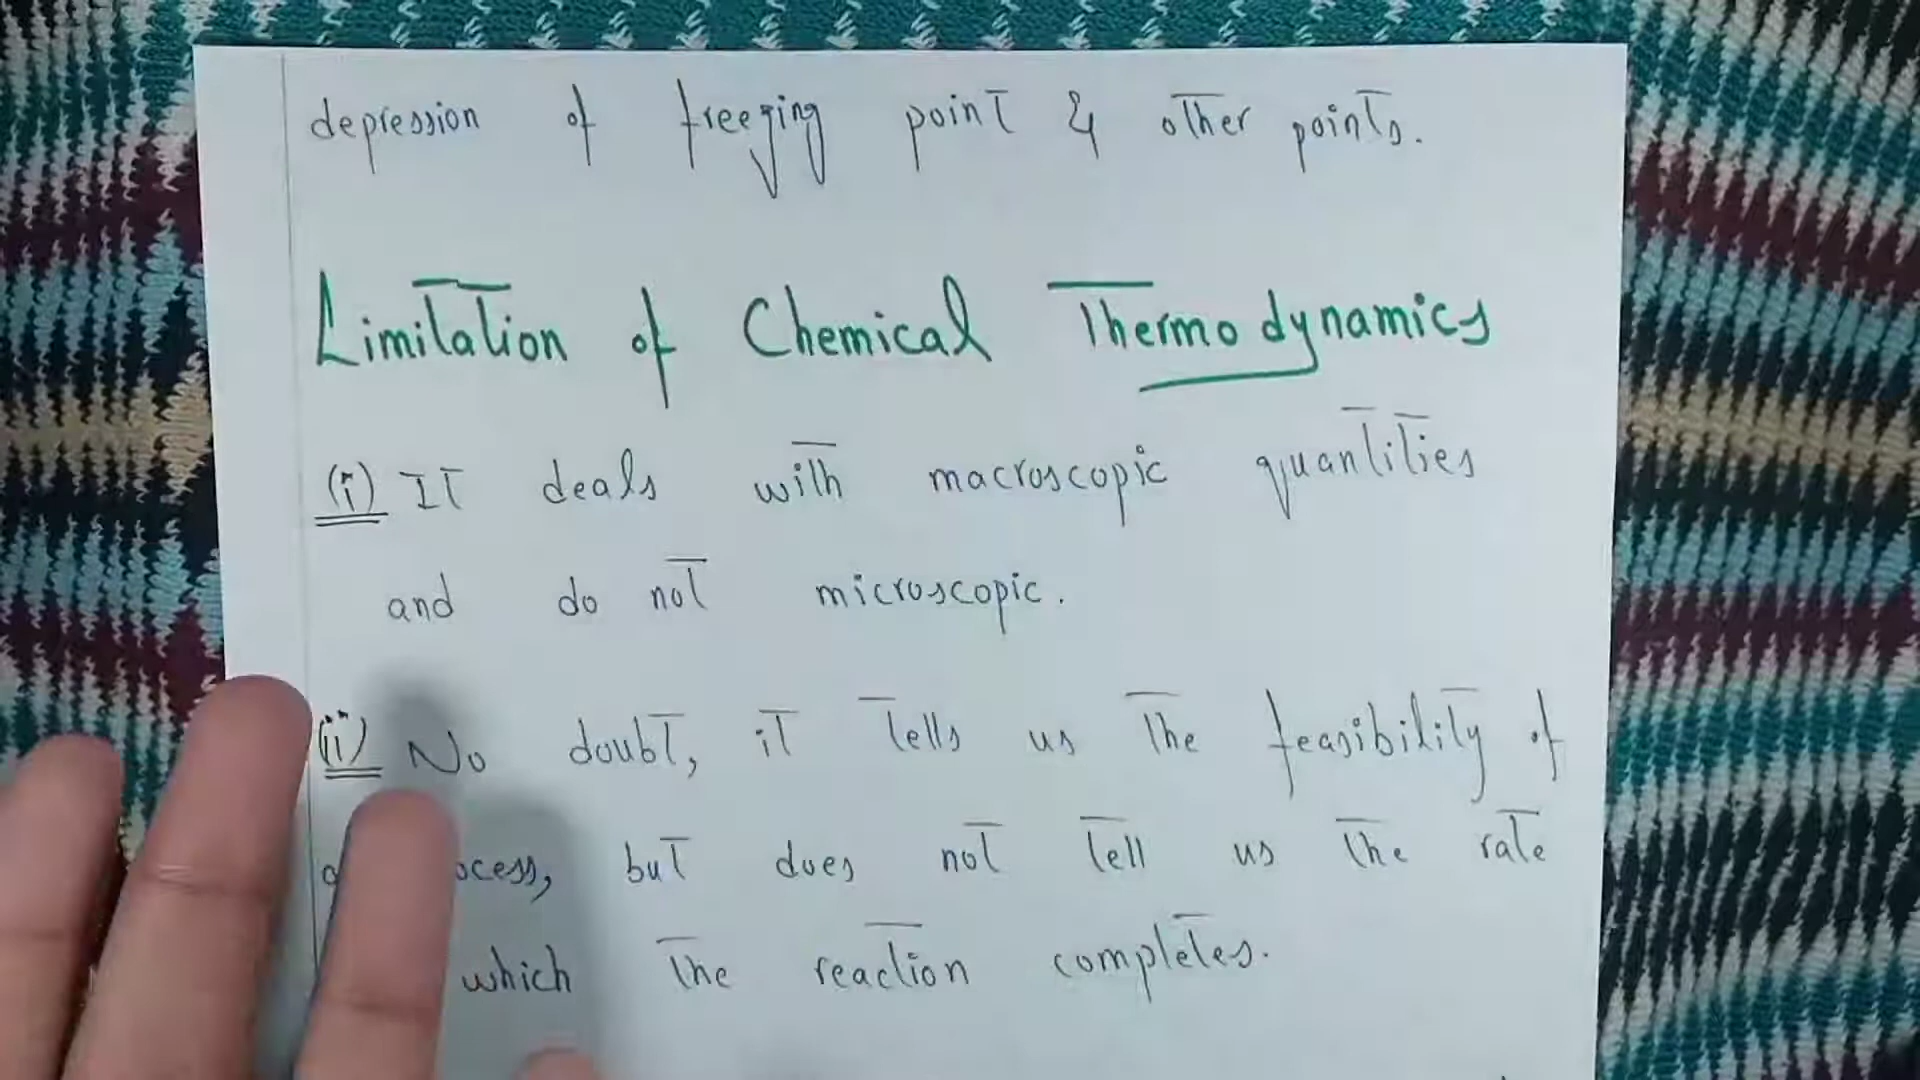 depression of freezing point & other points.
Limitation of Chemical Thermodynamics
(i) It deals with macroscopic quantities
and do not microscopic.
(ii) No doubt, it tells us the feasibility of
but does not tell us the rate
which the reaction completes.